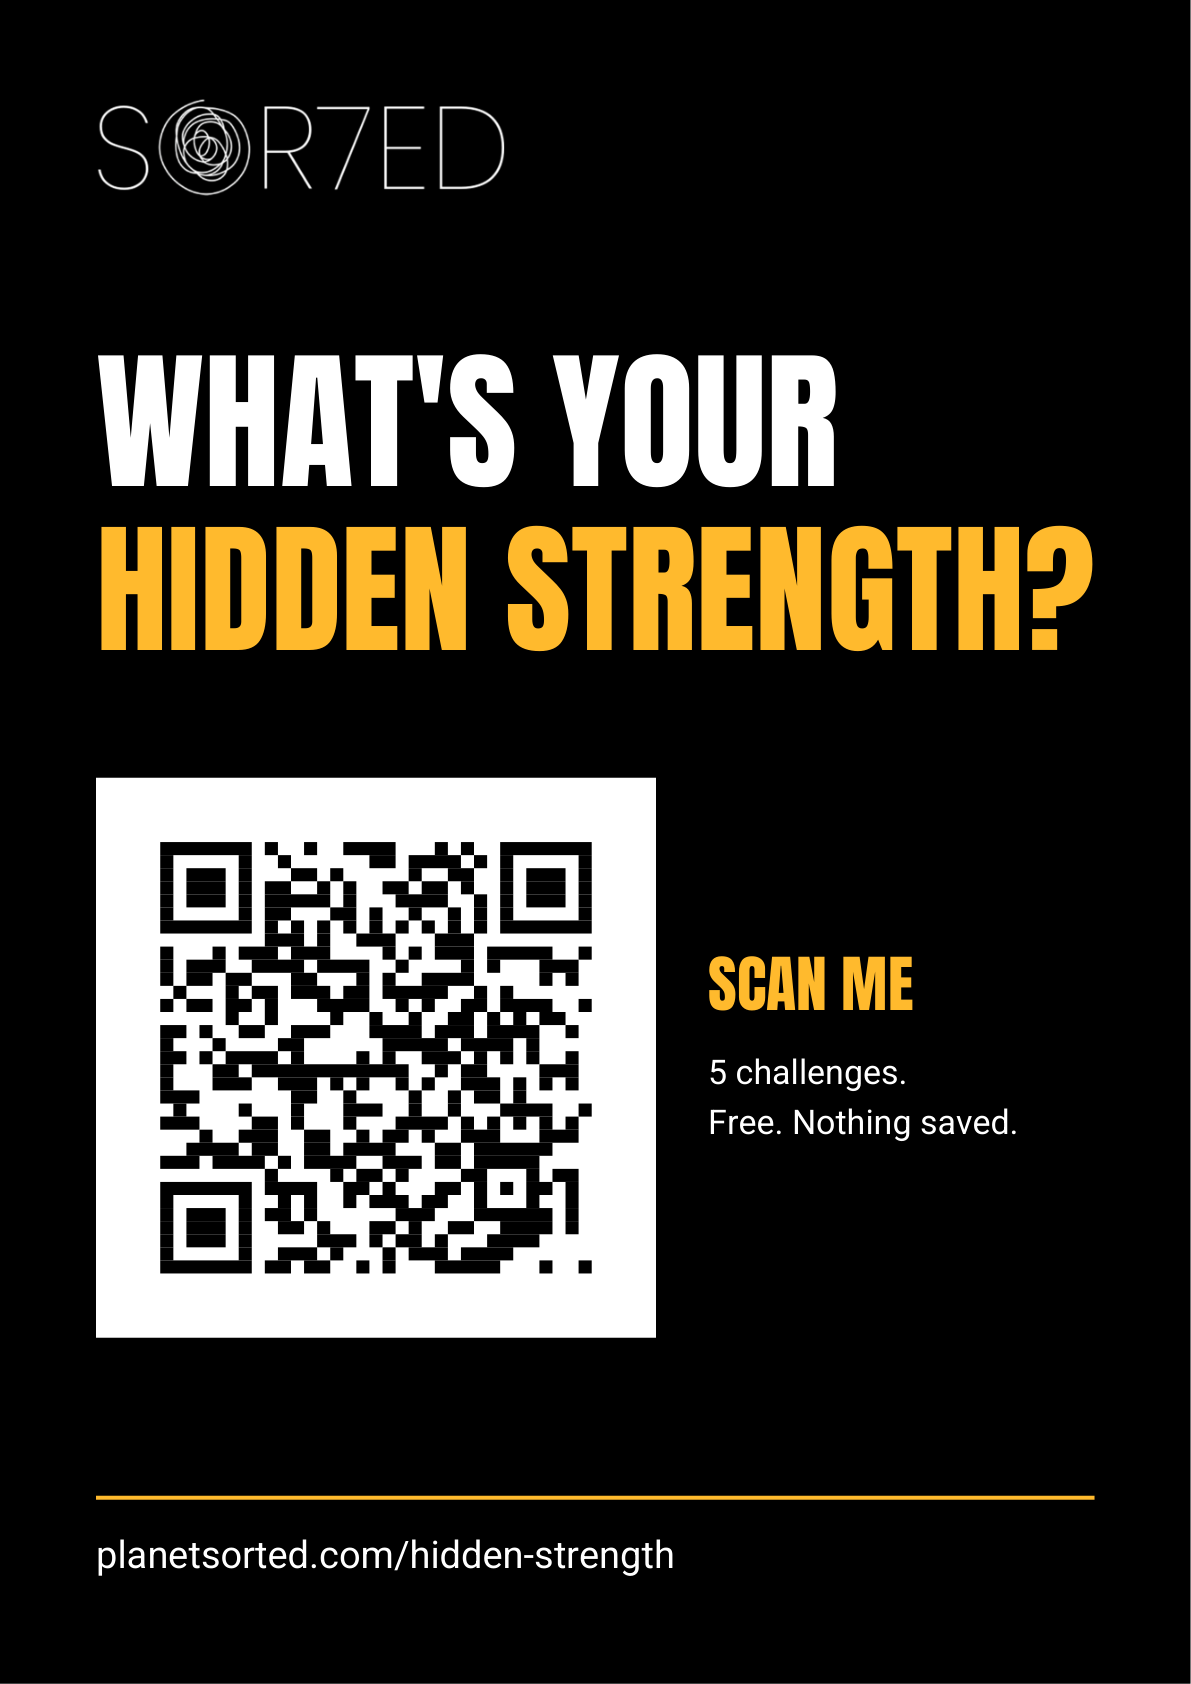 SOR7ED
WHAT'S YOUR
HIDDEN STRENGTH?
SCAN ME
5 challenges.
Free. Nothing saved.
planetsorted.com/hidden-strength